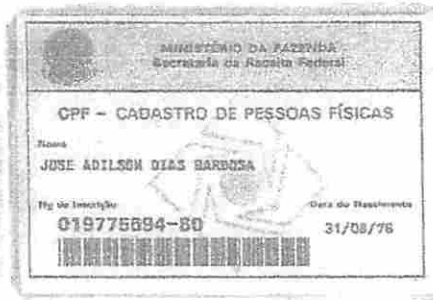 MINISTÉRIO DA FAZENDA
Secretaria da Receita Federal
CPF - CADASTRO DE PESSOAS FÍSICAS
Nome
JOSE ADILSON DIAS BARBOSA
Nº de Inscrição
Data do Nascimento
019775694-80
31/08/76